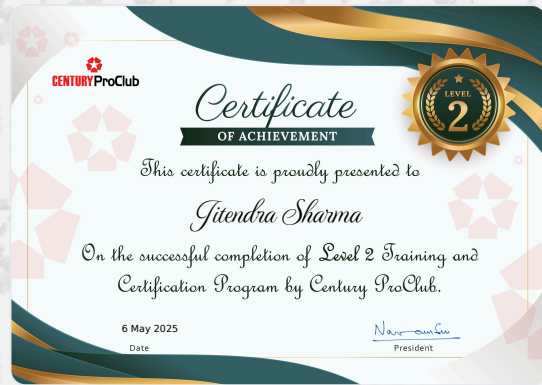 CENTURY ProClub
LEVEL
2
Certificate
OF ACHIEVEMENT
This certificate is proudly presented to
Jitendra Sharma
On the successful completion of Level 2 Training and
Certification Program by Century ProClub.
6 May 2025
Date
President